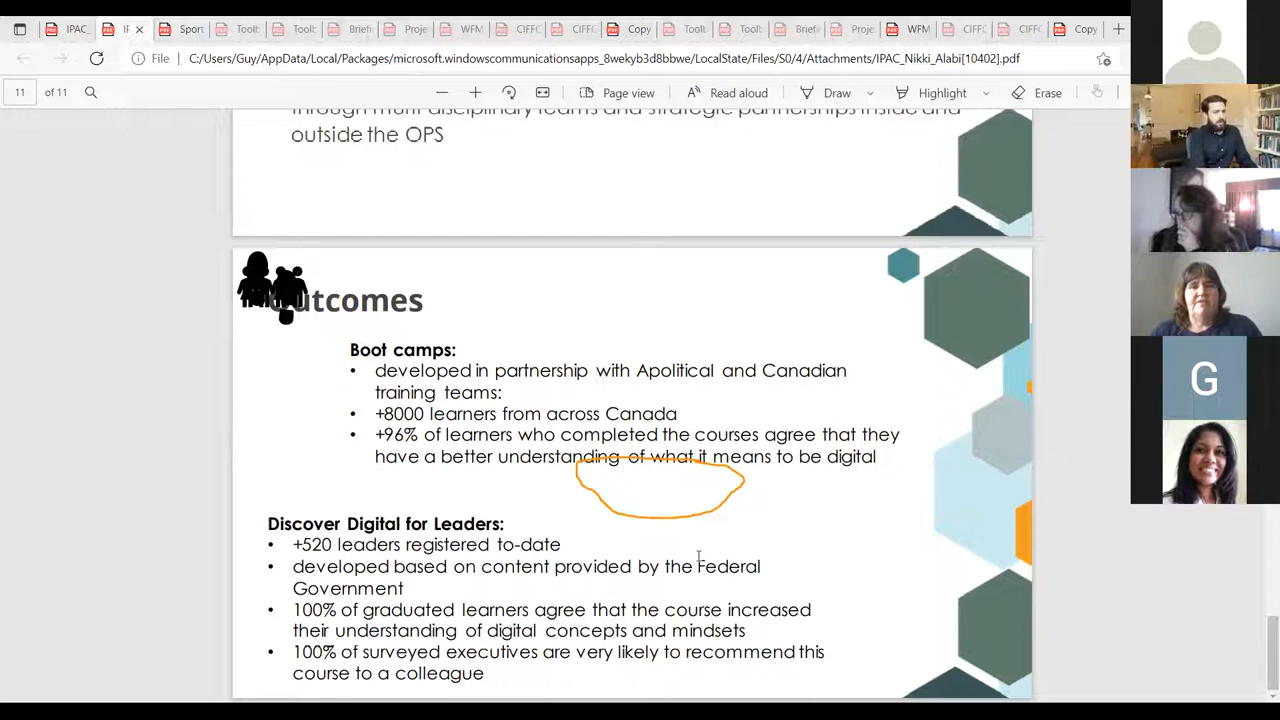 IPAC
IF
Sport
Tools
Tools
Briefi
Proje
WFM
CIFFC
CIFFC
Copy
Tools
Tools
Briefi
Proje
WFM
CIFFC
CIFFC
Copy
File
C:/Users/Guy/AppData/Local/Packages/microsoft.windowscommunicationsapps_8wekyb3d8bbwe/LocalState/Files/S0/4/Attachments/IPAC_Nikki_Alabi[10402].pdf
11 of 11
Page view
Read aloud
Draw
Highlight
Erase
through multi-disciplinary teams and strategic partnerships inside and
outside the OPS
Outcomes
Boot camps:
• developed in partnership with Apolitical and Canadian
training teams:
• +8000 learners from across Canada
• +96% of learners who completed the courses agree that they
have a better understanding of what it means to be digital
Discover Digital for Leaders:
• +520 leaders registered to-date
• developed based on content provided by the Federal
Government
• 100% of graduated learners agree that the course increased
their understanding of digital concepts and mindsets
• 100% of surveyed executives are very likely to recommend this
course to a colleague
G